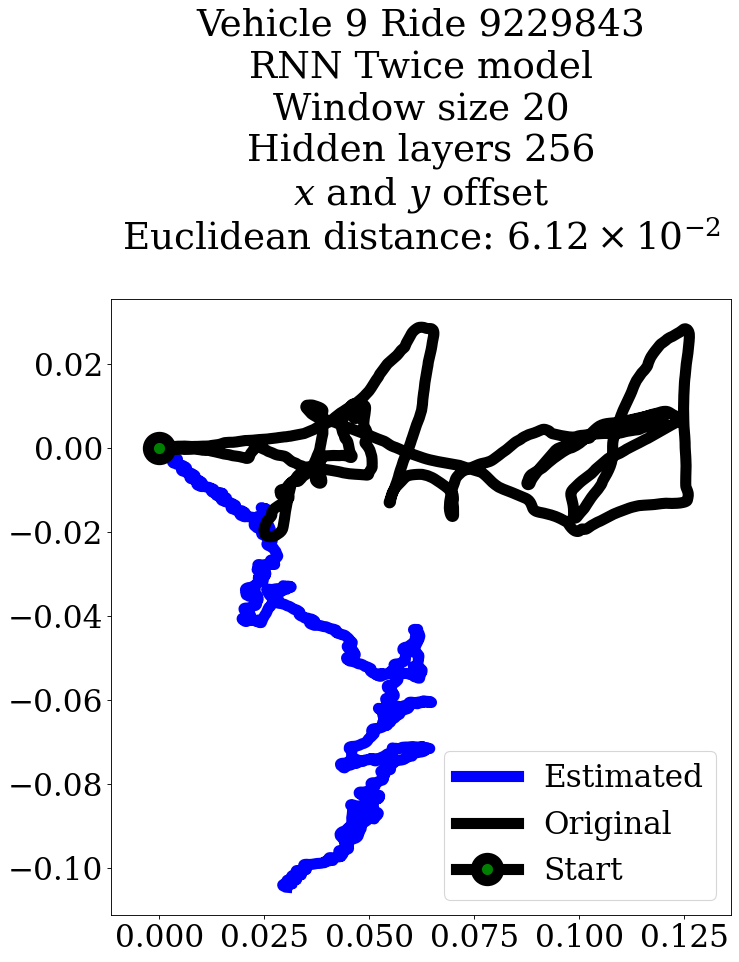 Vehicle 9 Ride 9229843
RNN Twice model
Window size 20
Hidden layers 256
x and y offset
Euclidean distance: 6.12 × 10⁻²
0.02
0.00
−0.02
−0.04
−0.06
−0.08
−0.10
Estimated
Original
Start
0.000 0.025 0.050 0.075 0.100 0.125